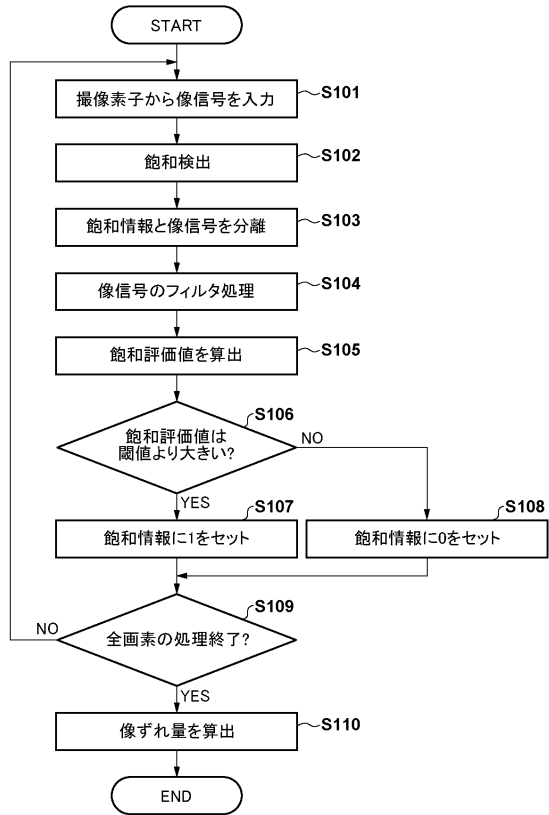 START
撮像素子から像信号を入力
S101
飽和検出
S102
飽和情報と像信号を分離
S103
像信号のフィルタ処理
S104
飽和評価値を算出
S105
S106
飽和評価値は
閾値より大きい?
NO
YES
S107
飽和情報に1をセット
S108
飽和情報に0をセット
S109
全画素の処理終了?
NO
YES
像ずれ量を算出
S110
END